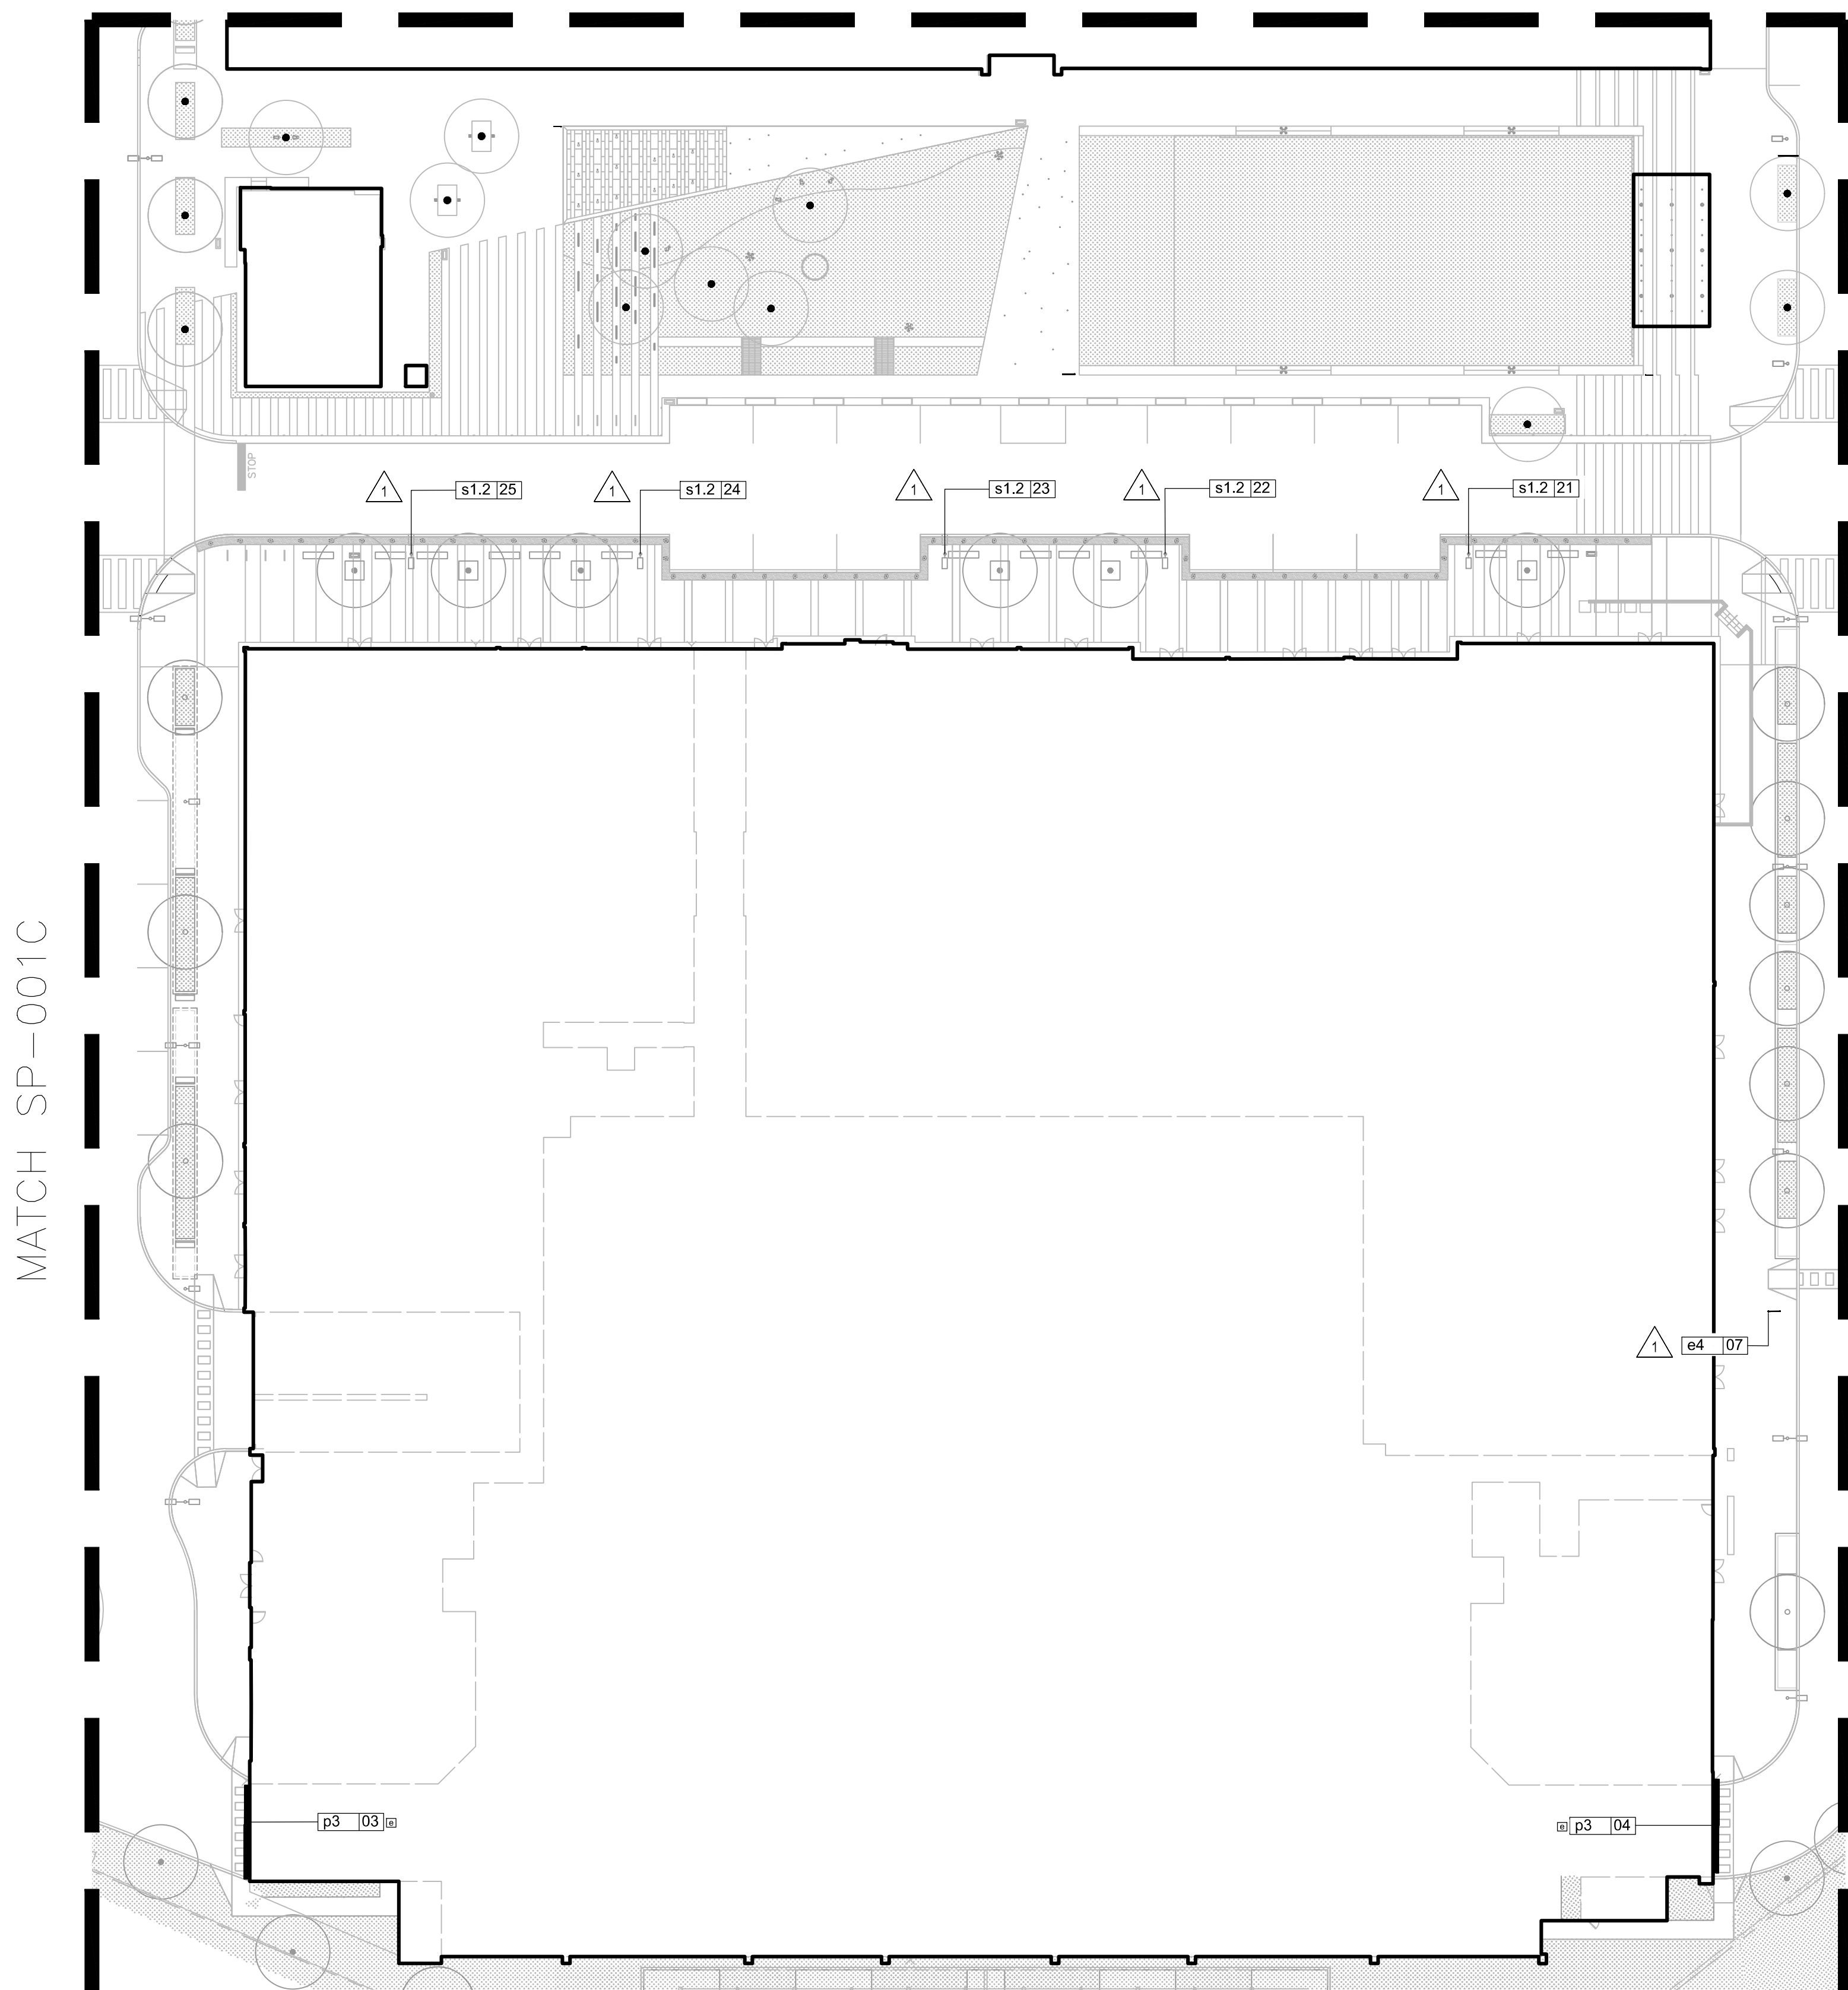 STOP
1 s1.2 25
1 s1.2 24
1 s1.2 23
1 s1.2 22
1 s1.2 21
MATCH SP-001C
1 e4 07
p3 03 e
e p3 04